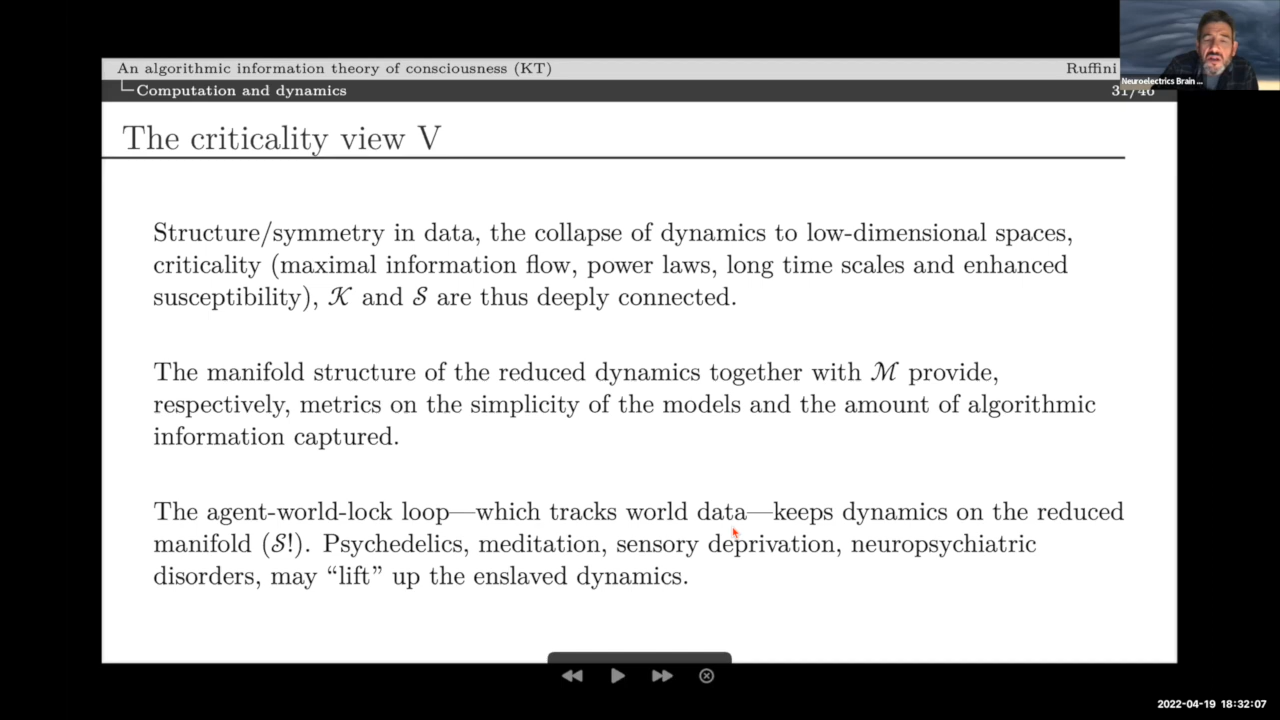 An algorithmic information theory of consciousness (KT)
Ruffini
Neuroelectrics Brain ...
Computation and dynamics
31/46
The criticality view V
Structure/symmetry in data, the collapse of dynamics to low-dimensional spaces,
criticality (maximal information flow, power laws, long time scales and enhanced
susceptibility), 𝒦 and 𝒮 are thus deeply connected.
The manifold structure of the reduced dynamics together with ℳ provide,
respectively, metrics on the simplicity of the models and the amount of algorithmic
information captured.
The agent-world-lock loop—which tracks world data—keeps dynamics on the reduced
manifold (𝒮!). Psychedelics, meditation, sensory deprivation, neuropsychiatric
disorders, may “lift” up the enslaved dynamics.
2022-04-19 18:32:07